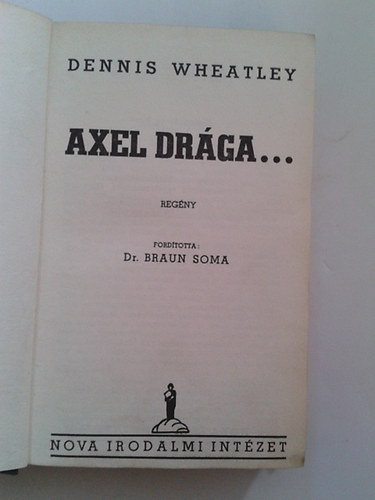 DENNIS WHEATLEY
AXEL DRÁGA...
REGÉNY
FORDÍTOTTA:
Dr. BRAUN SOMA
NOVA IRODALMI INTÉZET